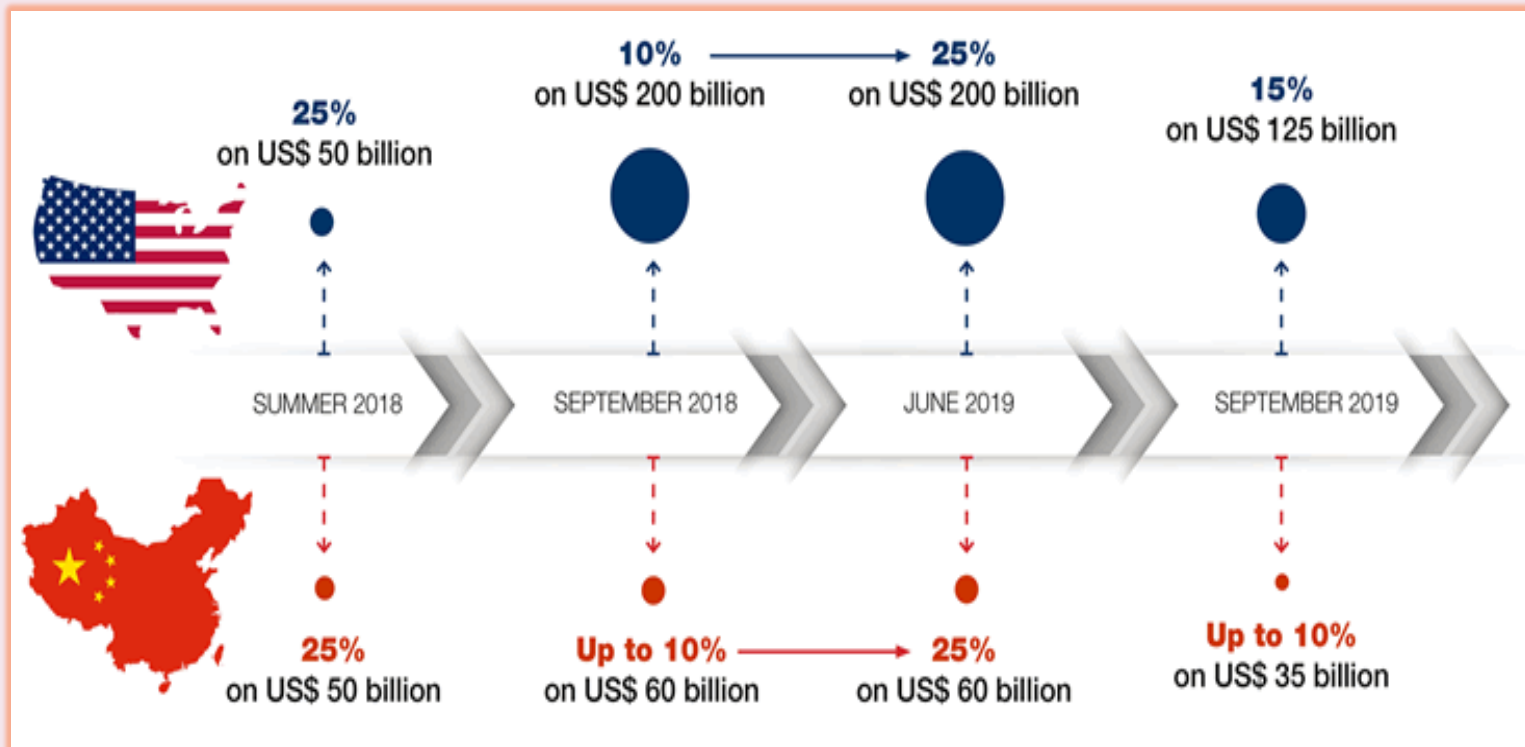 10%
on US$ 200 billion
25%
on US$ 200 billion
25%
on US$ 50 billion
15%
on US$ 125 billion
SUMMER 2018
SEPTEMBER 2018
JUNE 2019
SEPTEMBER 2019
25%
on US$ 50 billion
Up to 10%
on US$ 60 billion
25%
on US$ 60 billion
Up to 10%
on US$ 35 billion